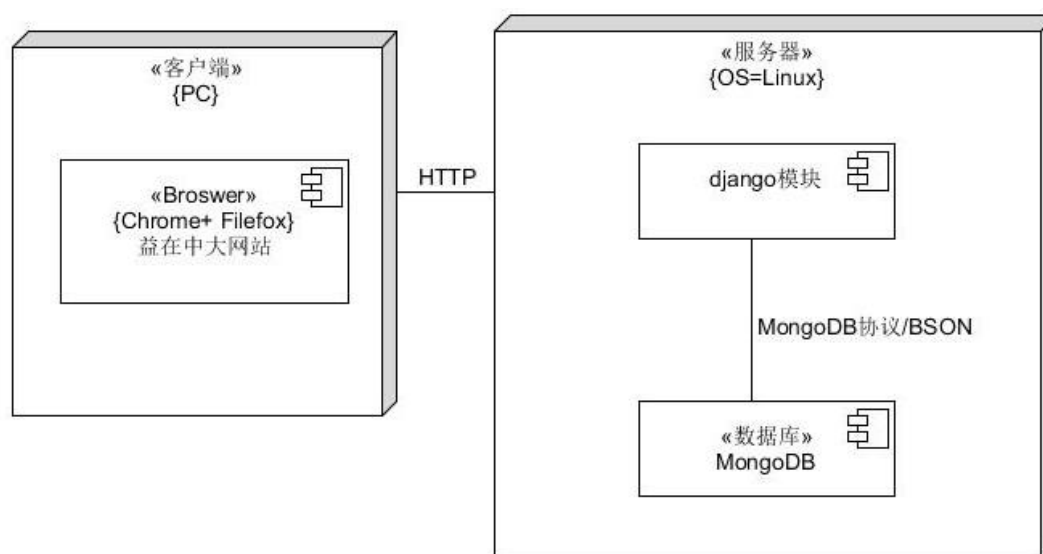 «客户端»
{PC}
«Broswer»
{Chrome+ Filefox}
益在中大网站
HTTP
«服务器»
{OS=Linux}
django模块
MongoDB协议/BSON
«数据库»
MongoDB